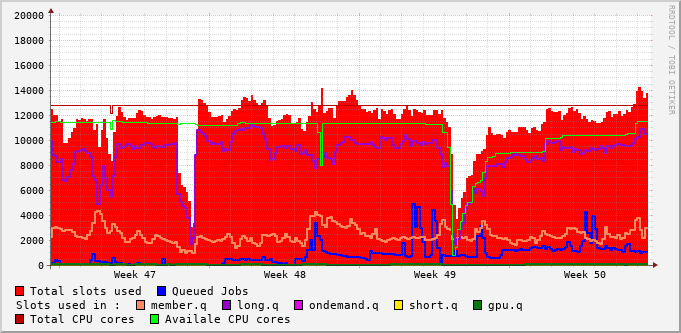 RRDTOOL / TOBI OETIKER
20000
18000
16000
14000
12000
10000
8000
6000
4000
2000
0
Week 47 Week 48 Week 49 Week 50
Total slots used Queued Jobs
Slots used in : member.q long.q ondemand.q short.q gpu.q
Total CPU cores Availale CPU cores